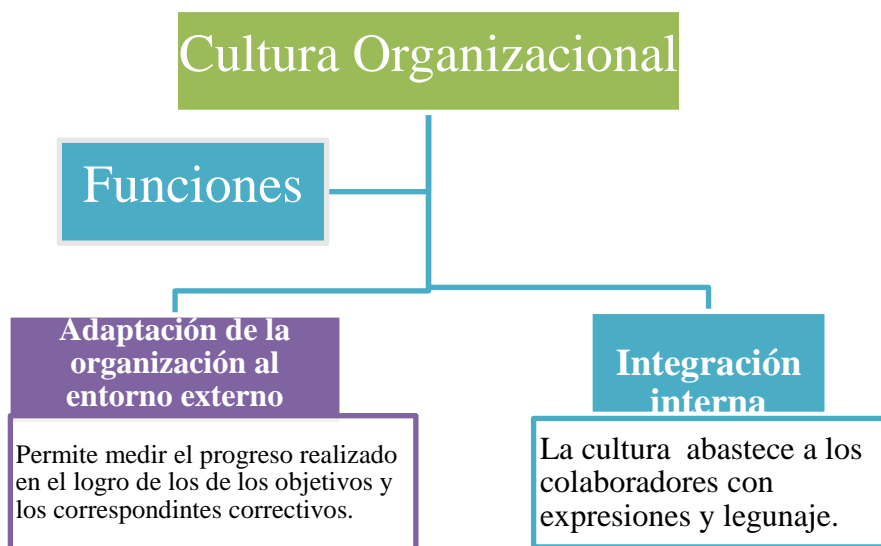 Cultura Organizacional
Funciones
Adaptación de la
organización al
entorno externo
Permite medir el progreso realizado
en el logro de los de los objetivos y
los correspondintes correctivos.
Integración
interna
La cultura abastece a los
colaboradores con
expresiones y legunaje.